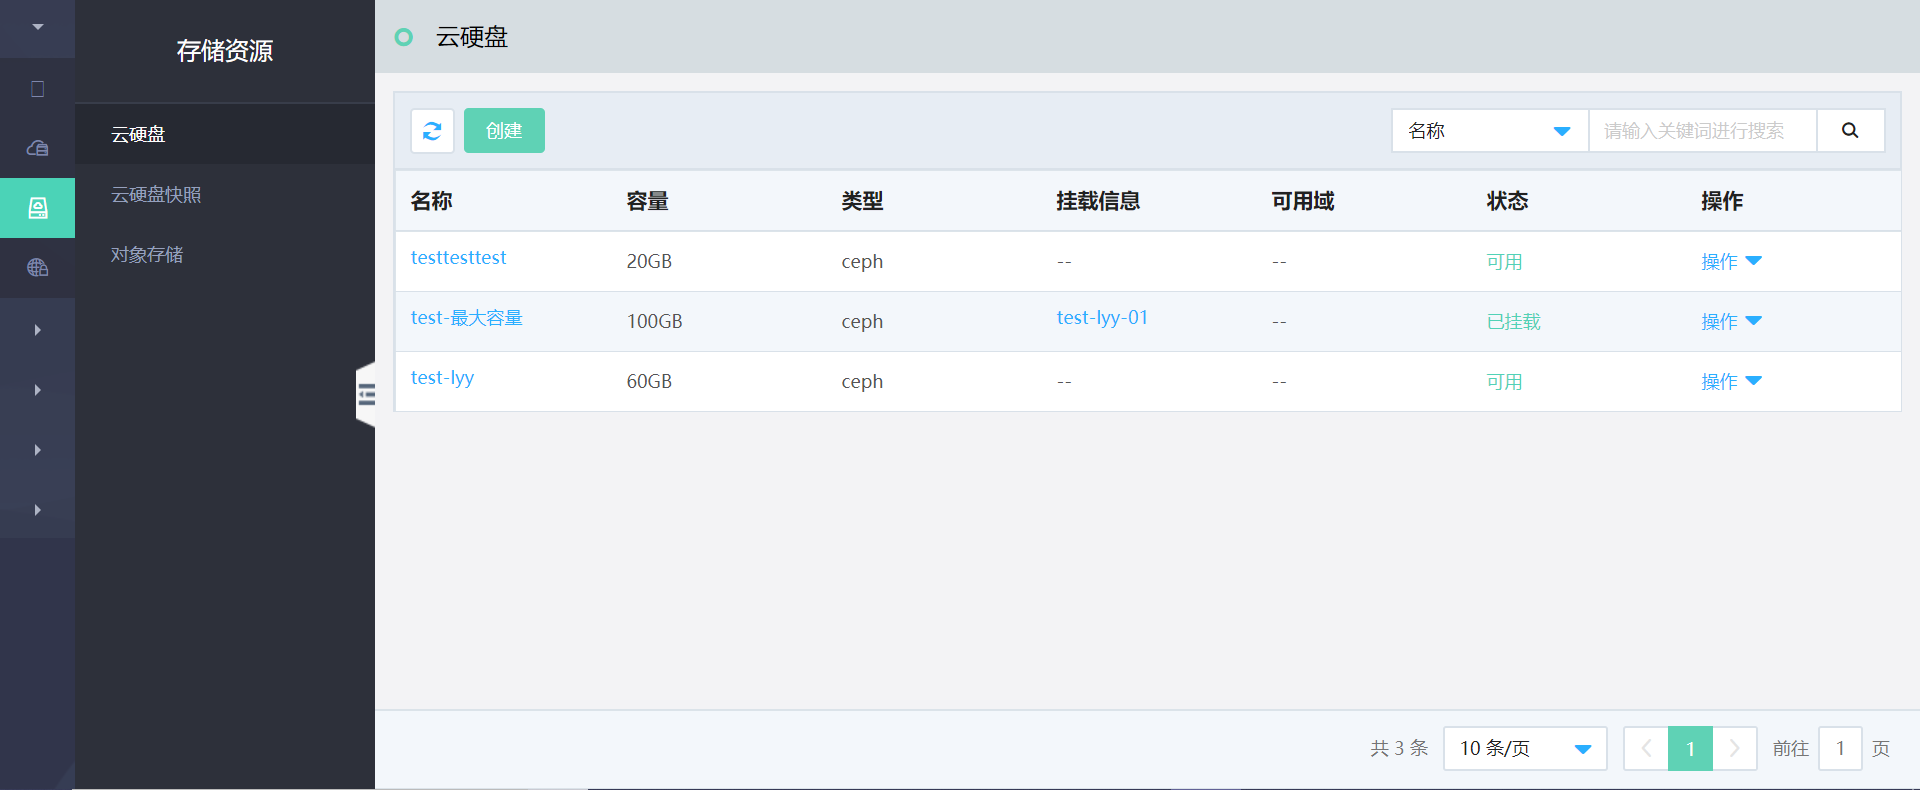 存储资源
云硬盘
云硬盘快照
对象存储
云硬盘
创建
名称
请输入关键词进行搜索
名称 容量 类型 挂载信息 可用域 状态 操作
testtesttest 20GB ceph -- -- 可用 操作
test-最大容量 100GB ceph test-lyy-01 -- 已挂载 操作
test-lyy 60GB ceph -- -- 可用 操作
共 3 条 10 条/页 1 前往 1 页